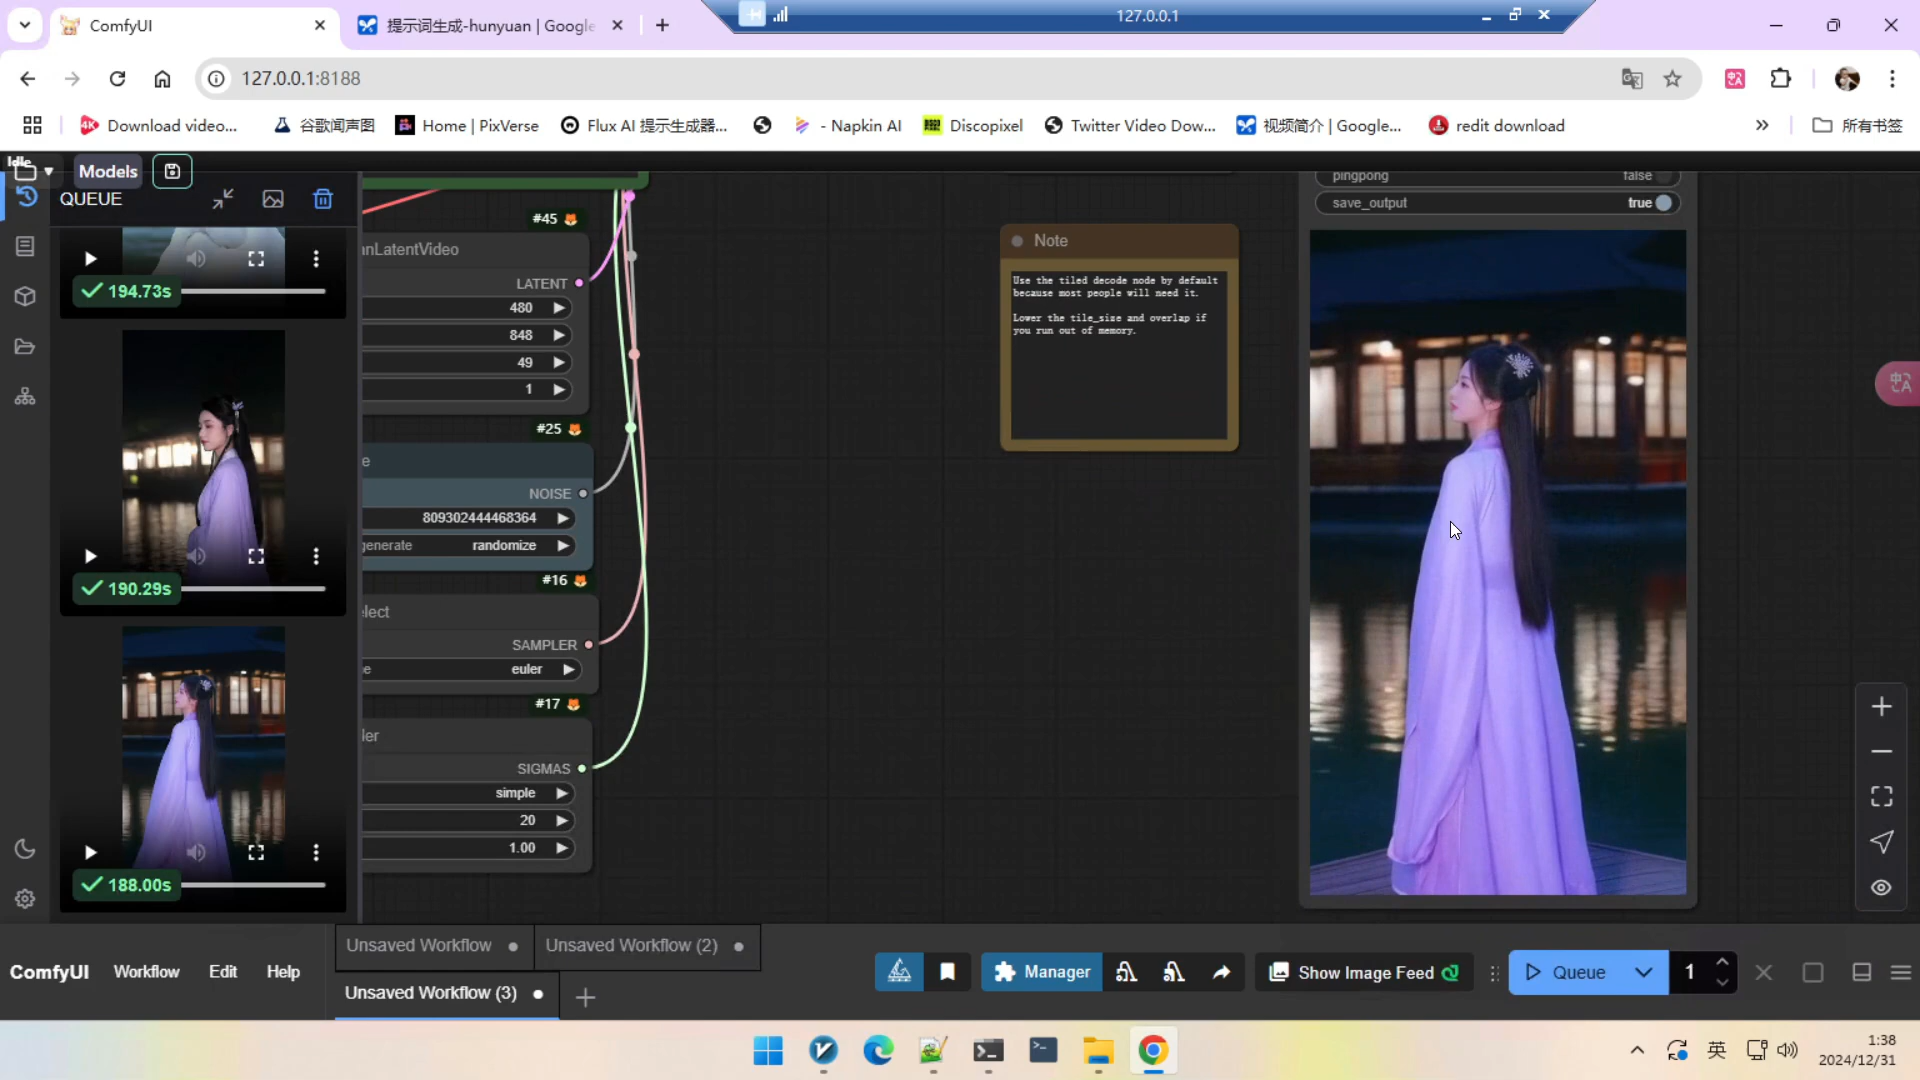 ComfyUI
提示词生成-hunyuan | Google
127.0.0.1
127.0.0.1:8188
Download video...
谷歌闻声图
Home | PixVerse
Flux AI 提示生成器...
- Napkin AI
Discopixel
Twitter Video Dow...
视频简介 | Google...
redit download
所有书签
Idle
Models
QUEUE
194.73s
190.29s
188.00s
#45
nLatentVideo
LATENT
480
848
49
1
#25
e
NOISE
809302444468364
generate
randomize
#16
elect
SAMPLER
e
euler
#17
ler
SIGMAS
simple
20
1.00
Note
Use the tiled decode node by default
because most people will need it.
Lower the tile_size and overlap if
you run out of memory.
pingpong
false
save_output
true
中A
ComfyUI
Workflow
Edit
Help
Unsaved Workflow
Unsaved Workflow (2)
Unsaved Workflow (3)
Manager
Show Image Feed
Queue
1
英
1:38
2024/12/31